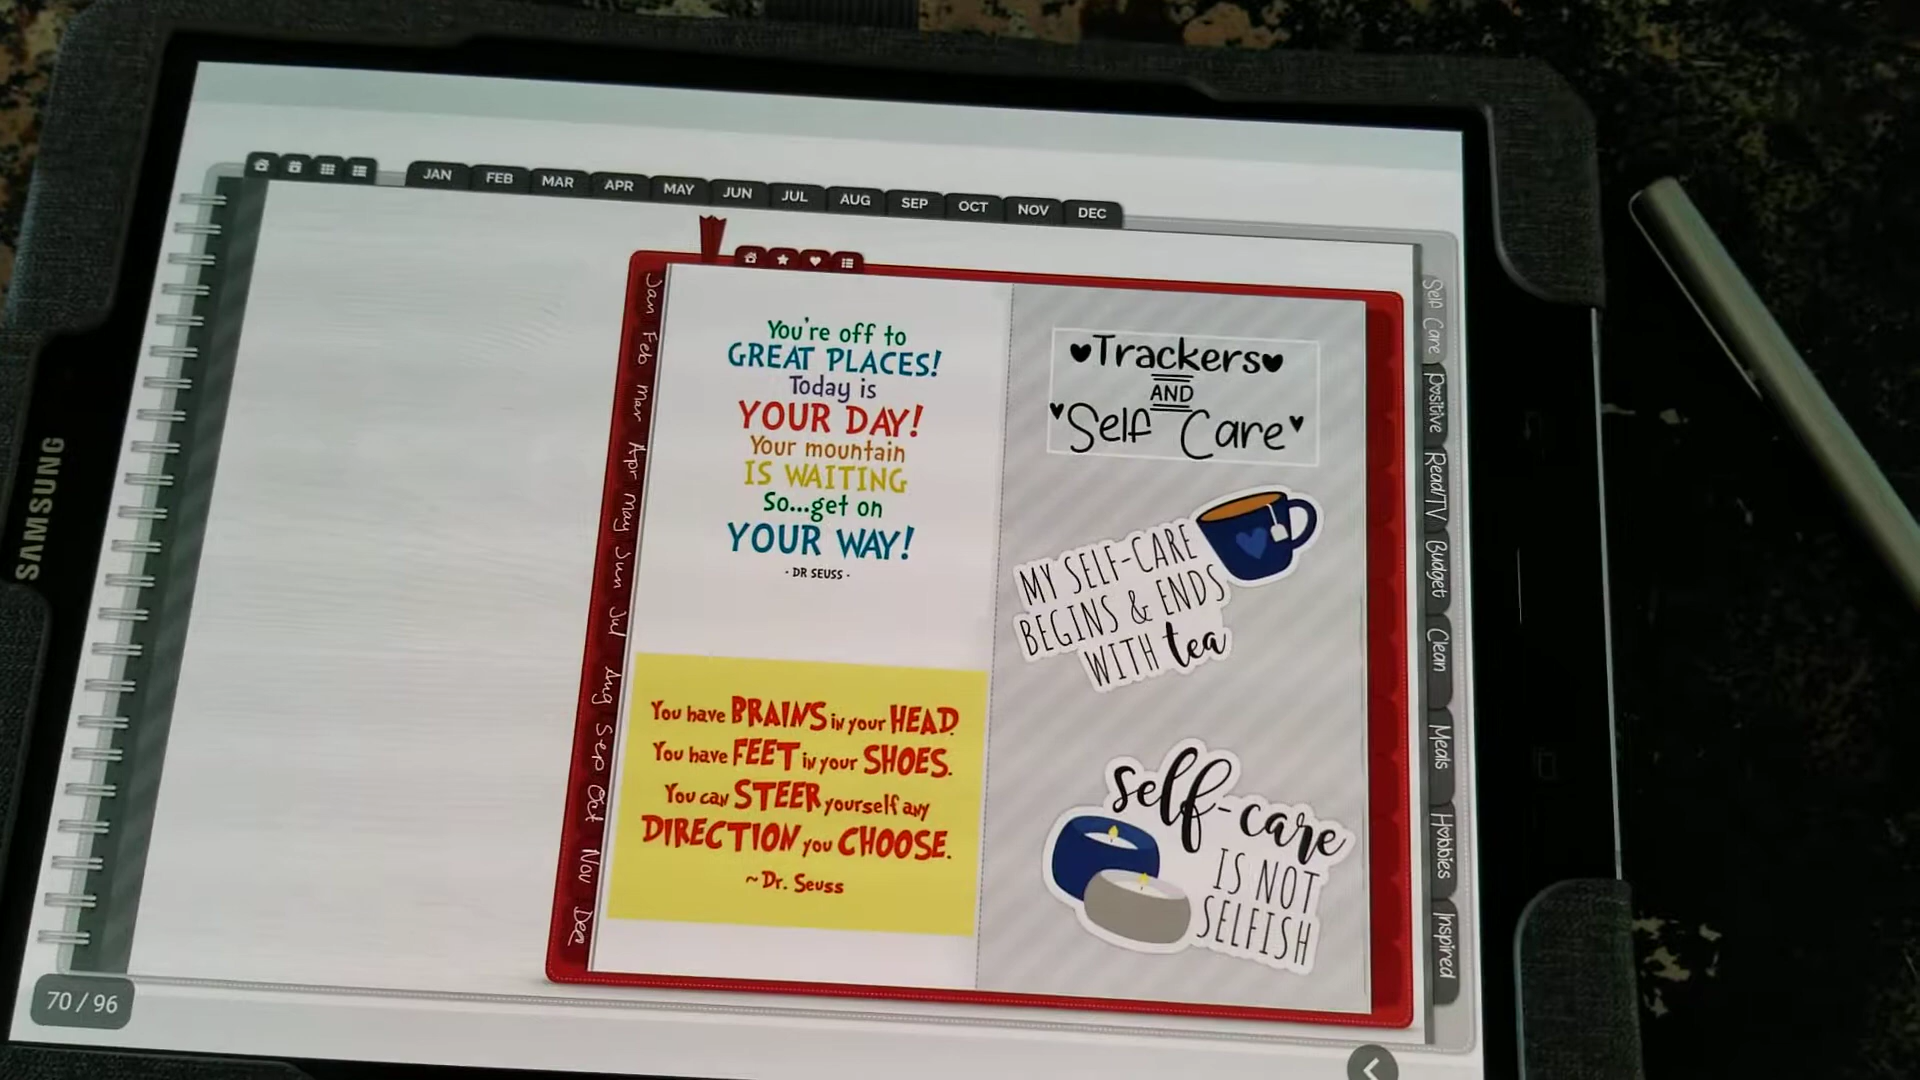 SAMSUNG
JAN FEB MAR APR MAY JUN JUL AUG SEP OCT NOV DEC
Jan
Feb
Mar
Apr
May
Jun
Jul
Aug
Sep
Oct
Nov
Dec
You're off to
GREAT PLACES!
Today is
YOUR DAY!
Your mountain
IS WAITING
So...get on
YOUR WAY!
- DR SEUSS -
You have BRAINS in your HEAD.
You have FEET in your SHOES.
You can STEER yourself any
DIRECTION you CHOOSE.
~Dr. Seuss
Trackers
AND
Self Care
MY SELF-CARE
BEGINS & ENDS
WITH tea
self-care
IS NOT
SELFISH
Self Care
Positive
Read/TV
Budget
Clean
Meals
Hobbies
Inspired
70 / 96